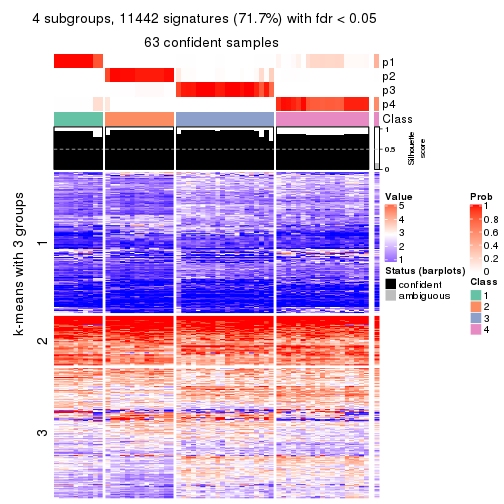 4 subgroups, 11442 signatures (71.7%) with fdr < 0.05
63 confident samples
p1
p2
p3
p4
Class
1
0.5
0
Silhouette
score
k-means with 3 groups
1
2
3
Value
5
4
3
2
1
Status (barplots)
confident
ambiguous
Prob
1
0.8
0.6
0.4
0.2
0
Class
1
2
3
4